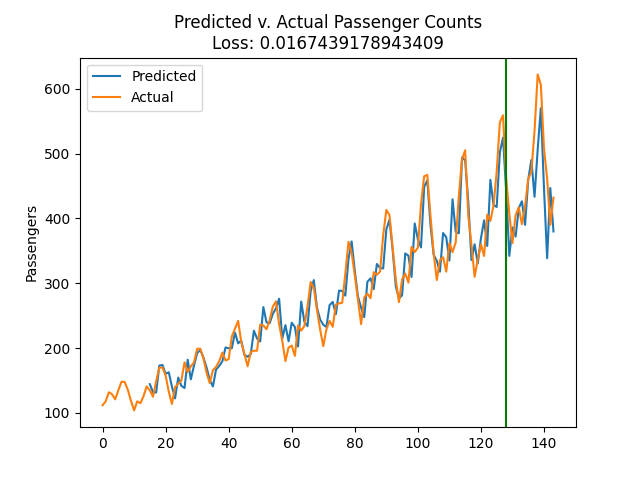 Predicted v. Actual Passenger Counts
Loss: 0.0167439178943409
Predicted
Actual
Passengers
600
500
400
300
200
100
0 20 40 60 80 100 120 140